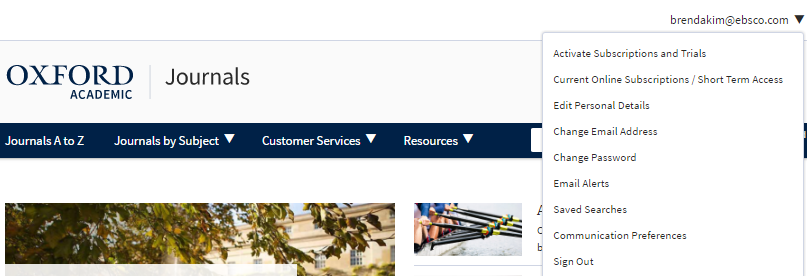 brendakim@ebsco.com
Activate Subscriptions and Trials
Current Online Subscriptions / Short Term Access
Edit Personal Details
Change Email Address
Change Password
Email Alerts
Saved Searches
Communication Preferences
Sign Out
OXFORD
ACADEMIC
Journals
Journals A to Z
Journals by Subject
Customer Services
Resources